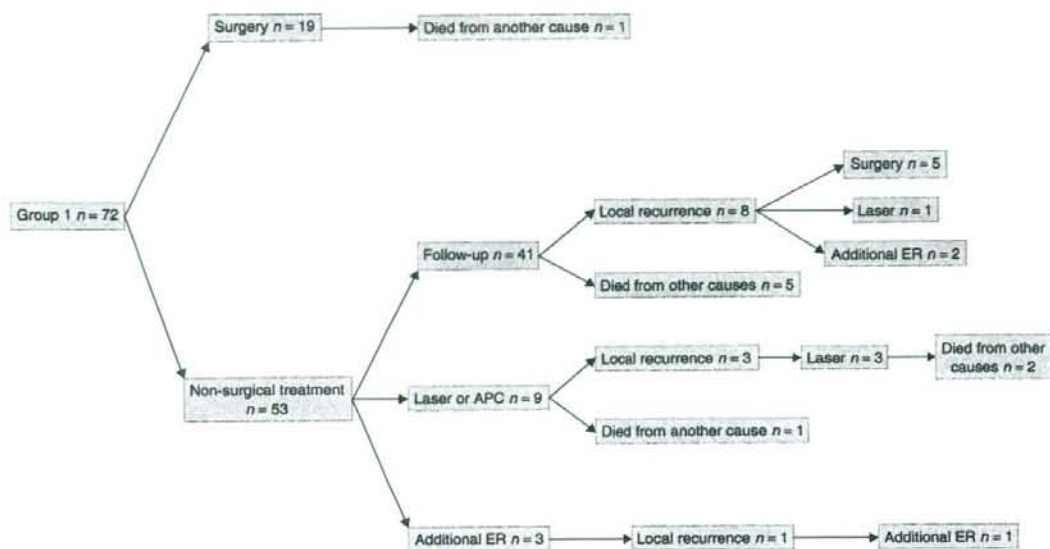 Surgery n = 19
Died from another cause n = 1
Surgery n = 5
Group 1 n = 72
Local recurrence n = 8
Laser n = 1
Follow-up n = 41
Additional ER n = 2
Died from other causes n = 5
Non-surgical treatment
n = 53
Laser or APC n = 9
Local recurrence n = 3
Laser n = 3
Died from other
causes n = 2
Died from another cause n = 1
Additional ER n = 3
Local recurrence n = 1
Additional ER n = 1